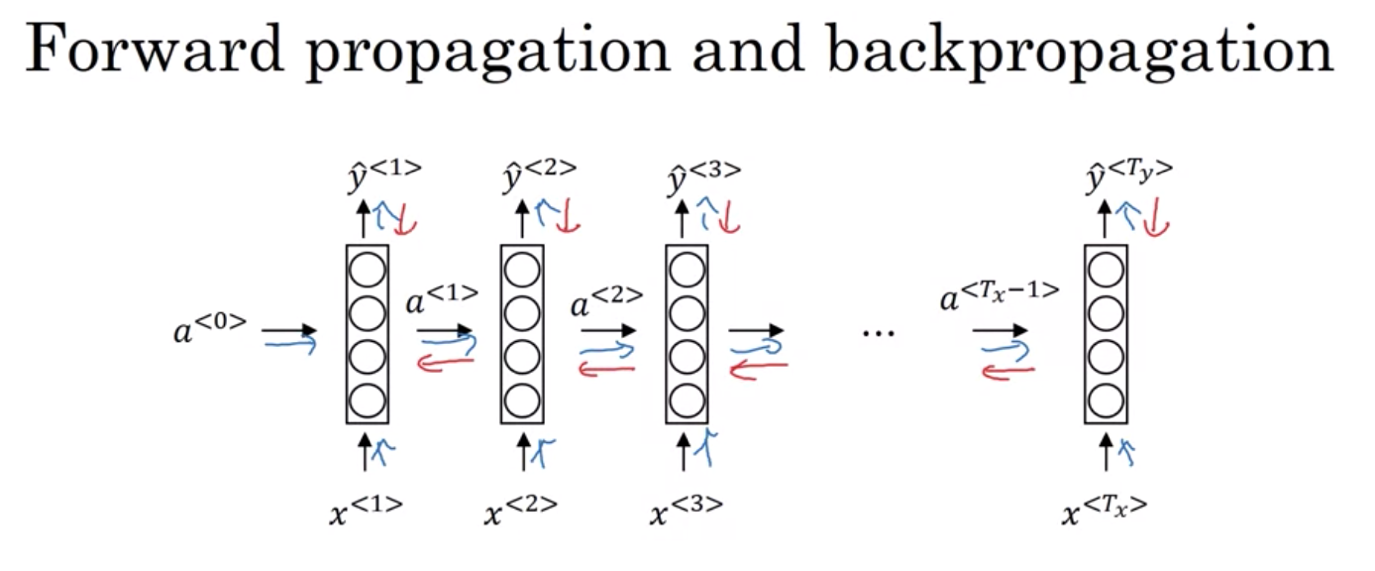 Forward propagation and backpropagation
ŷ<1> ŷ<2> ŷ<3> ŷ<Ty>
a<0> a<1> a<2> ... a<Tx−1>
x<1> x<2> x<3> x<Tx>